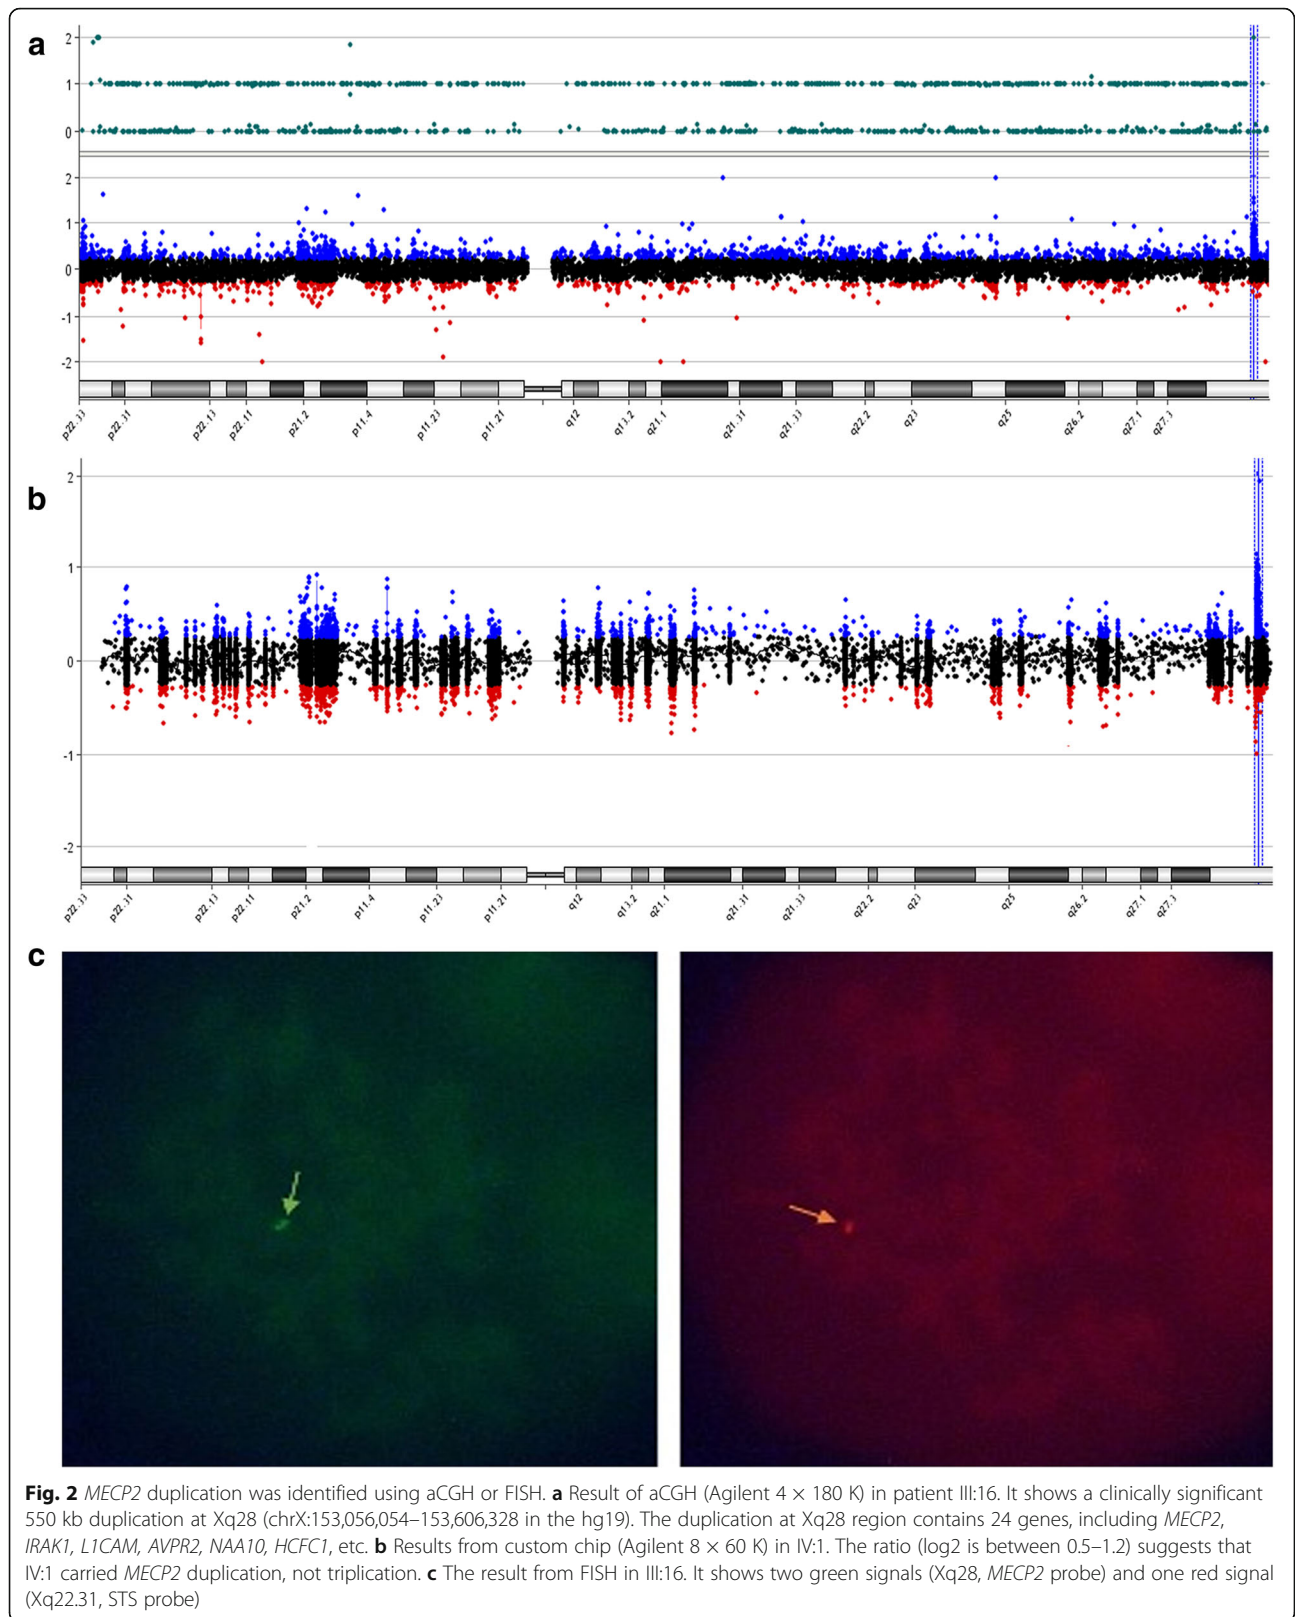 a
2
1
0
2
1
0
-1
-2
p22.33 p22.31 p22.13 p22.11 p21.2 p11.4 p11.23 p11.21 q12 q13.2 q21.1 q21.31 q21.33 q22.2 q23 q25 q26.2 q27.1 q27.3
b
2
1
0
-1
-2
p22.33 p22.31 p22.13 p22.11 p21.2 p11.4 p11.23 p11.21 q12 q13.2 q21.1 q21.31 q21.33 q22.2 q23 q25 q26.2 q27.1 q27.3
c
Fig. 2 MECP2 duplication was identified using aCGH or FISH. a Result of aCGH (Agilent 4 × 180 K) in patient III:16. It shows a clinically significant
550 kb duplication at Xq28 (chrX:153,056,054–153,606,328 in the hg19). The duplication at Xq28 region contains 24 genes, including MECP2,
IRAK1, L1CAM, AVPR2, NAA10, HCFC1, etc. b Results from custom chip (Agilent 8 × 60 K) in IV:1. The ratio (log2 is between 0.5–1.2) suggests that
IV:1 carried MECP2 duplication, not triplication. c The result from FISH in III:16. It shows two green signals (Xq28, MECP2 probe) and one red signal
(Xq22.31, STS probe)